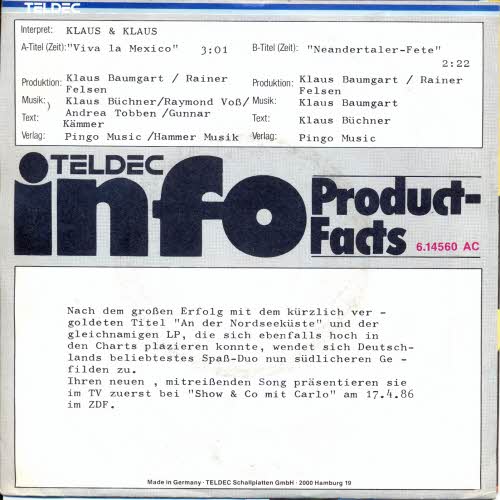 TELDEC
Interpret: KLAUS & KLAUS
A-Titel (Zeit): "Viva la Mexico" 3:01 B-Titel (Zeit): "Neandertaler-Fete"
2:22
Produktion: Klaus Baumgart / Rainer Felsen
Produktion: Klaus Baumgart / Rainer Felsen
Musik: Klaus Büchner/Raymond Voß/
Text: Andrea Tobben/Gunnar Kämmer
Musik: Klaus Baumgart
Text: Klaus Büchner
Verlag: Pingo Music /Hammer Musik Verlag: Pingo Music
TELDEC
info
Product-
Facts 6.14560 AC
Nach dem großen Erfolg mit dem kürzlich ver -
goldeten Titel "An der Nordseeküste" und der
gleichnamigen LP, die sich ebenfalls hoch in
den Charts plazieren konnte, wendet sich Deutsch-
lands beliebtestes Spaß-Duo nun südlicheren Ge -
filden zu.
Ihren neuen , mitreißenden Song präsentieren sie
im TV zuerst bei "Show & Co mit Carlo" am 17.4.86
im ZDF.
Made in Germany · TELDEC Schallplatten GmbH · 2000 Hamburg 19